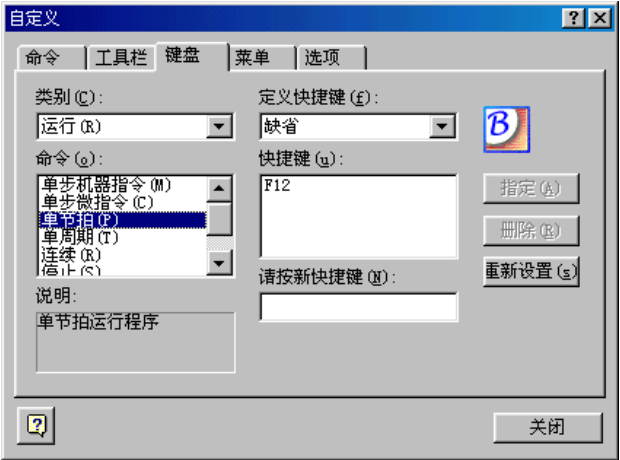 自定义
命令 工具栏 键盘 菜单 选项
类别(C): 定义快捷键(f):
运行(R) 缺省
命令(o): 快捷键(u):
单步机器指令(M) F12
单步微指令(C)
单节拍(P)
单周期(T)
连续(R)
停止(S)
指定(A)
删除(R)
重新设置(s)
请按新快捷键(N):
说明:
单节拍运行程序
关闭